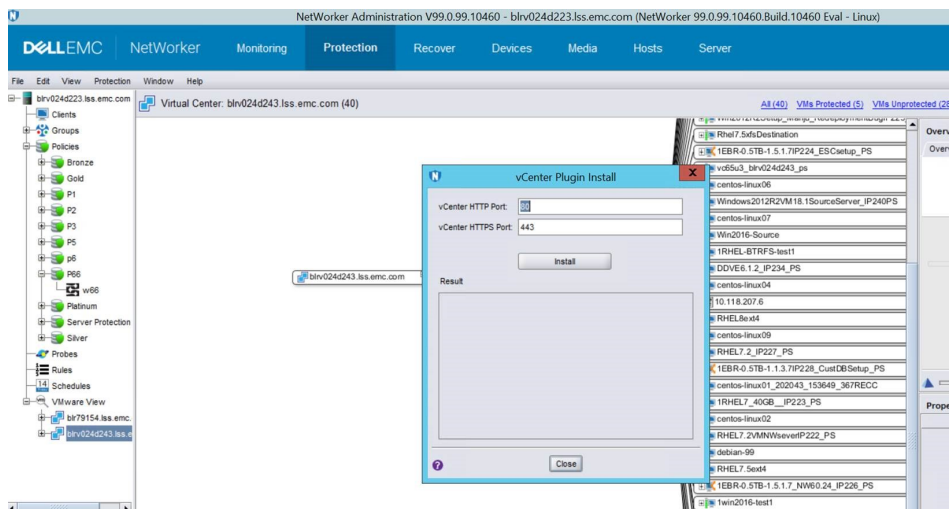 NetWorker Administration V99.0.99.10460 - blrv024d223.lss.emc.com (NetWorker 99.0.99.10460.Build.10460 Eval - Linux)
DELLEMC NetWorker Monitoring Protection Recover Devices Media Hosts Server
File Edit View Protection Window Help
blrv024d223.lss.emc.com
Clients
Groups
Policies
Bronze
Gold
P1
P2
P3
P5
p6
P66
w66
Platinum
Server Protection
Silver
Probes
Rules
14 Schedules
VMware View
blr79154.lss.emc.
blrv024d243.lss.e
Virtual Center: blrv024d243.lss.emc.com (40)
All (40) VMs Protected (5) VMs Unprotected (28
blrv024d243.lss.emc.com
vCenter Plugin Install
X
vCenter HTTP Port: 80
vCenter HTTPS Port: 443
Install
Result
Close
Rhel7.5xfsDestination
1EBR-0.5TB-1.5.1.7IP224_ESCsetup_PS
vc65u3_blrv024d243_ps
centos-linux06
Windows2012R2VM18.1SourceServer_IP240PS
centos-linux07
Win2016-Source
1RHEL-BTRFS-test1
DDVE6.1.2_IP234_PS
centos-linux04
10.118.207.6
RHEL8ext4
centos-linux09
RHEL7.2_IP227_PS
1EBR-0.5TB-1.1.3.7IP228_CustDBSetup_PS
centos-linux01_202043_153649_367RECC
1RHEL7_40GB__IP223_PS
centos-linux02
RHEL7.2VMNWseverIP222_PS
debian-99
RHEL7.5ext4
1EBR-0.5TB-1.5.1.7_NW60.24_IP226_PS
1win2016-test1
Overv
Over
Prope